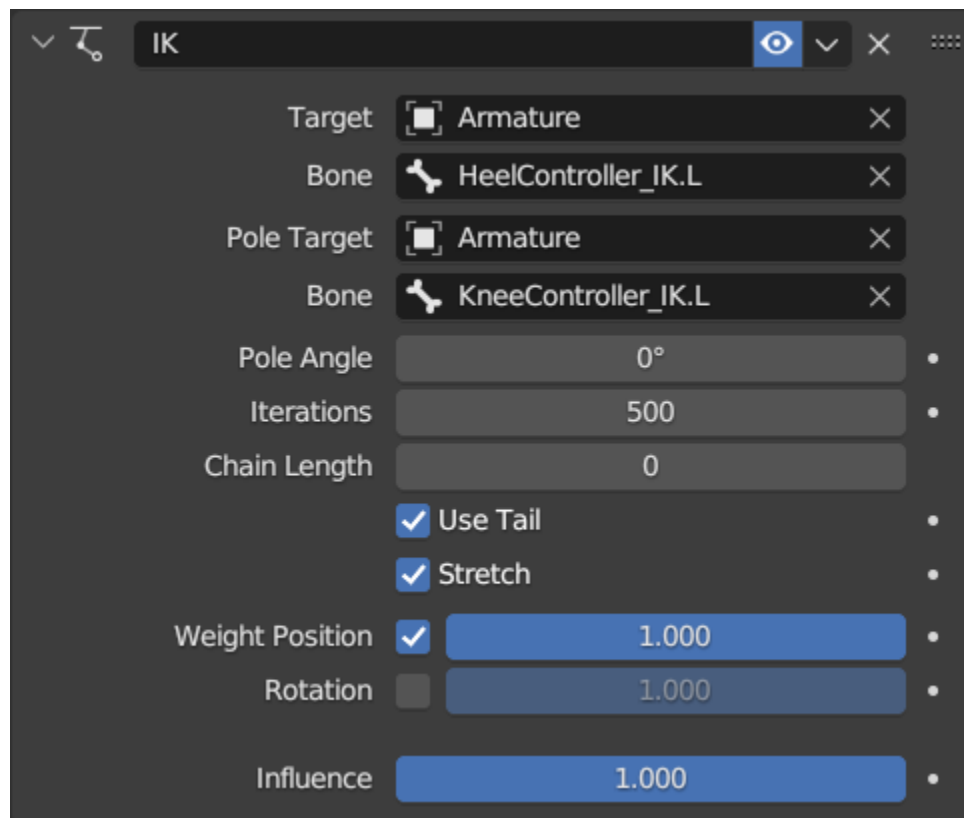 IK
Target Armature
Bone HeelController_IK.L
Pole Target Armature
Bone KneeController_IK.L
Pole Angle 0°
Iterations 500
Chain Length 0
Use Tail
Stretch
Weight Position 1.000
Rotation 1.000
Influence 1.000